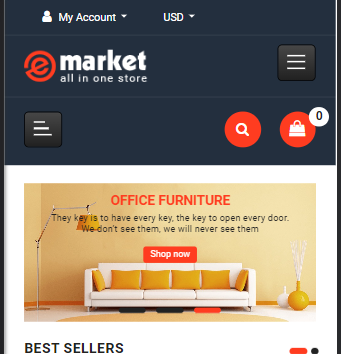 My Account
USD
market
all in one store
0
OFFICE FURNITURE
They key is to have every key, the key to open every door.
We don't see them, we will never see them
Shop now
BEST SELLERS